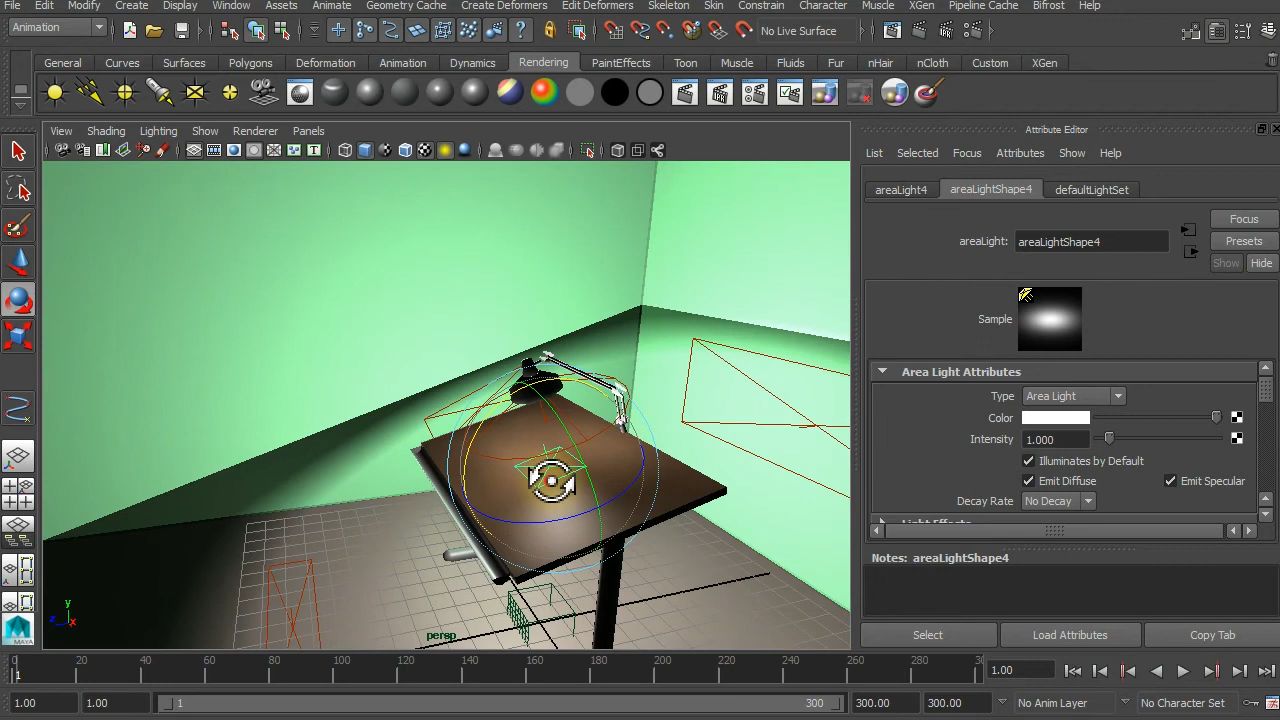 File Edit Modify Create Display Window Assets Animate Geometry Cache Create Deformers Edit Deformers Skeleton Skin Constrain Character Muscle XGen Pipeline Cache Bifrost Help
Animation No Live Surface
General Curves Surfaces Polygons Deformation Animation Dynamics Rendering PaintEffects Toon Muscle Fluids Fur nHair nCloth Custom XGen
View Shading Lighting Show Renderer Panels
Attribute Editor
List Selected Focus Attributes Show Help
areaLight4 areaLightShape4 defaultLightSet
Focus
areaLight: areaLightShape4 Presets
Show Hide
Sample
Area Light Attributes
Type Area Light
Color
Intensity 1.000
Illuminates by Default
Emit Diffuse Emit Specular
Decay Rate No Decay
Light Effects
Notes: areaLightShape4
Select Load Attributes Copy Tab
y
z x
persp
MAYA
0 20 40 60 80 100 120 140 160 180 200 220 240 260 280
1 1.00
1.00 1.00 1 300 300.00 300.00 No Anim Layer No Character Set